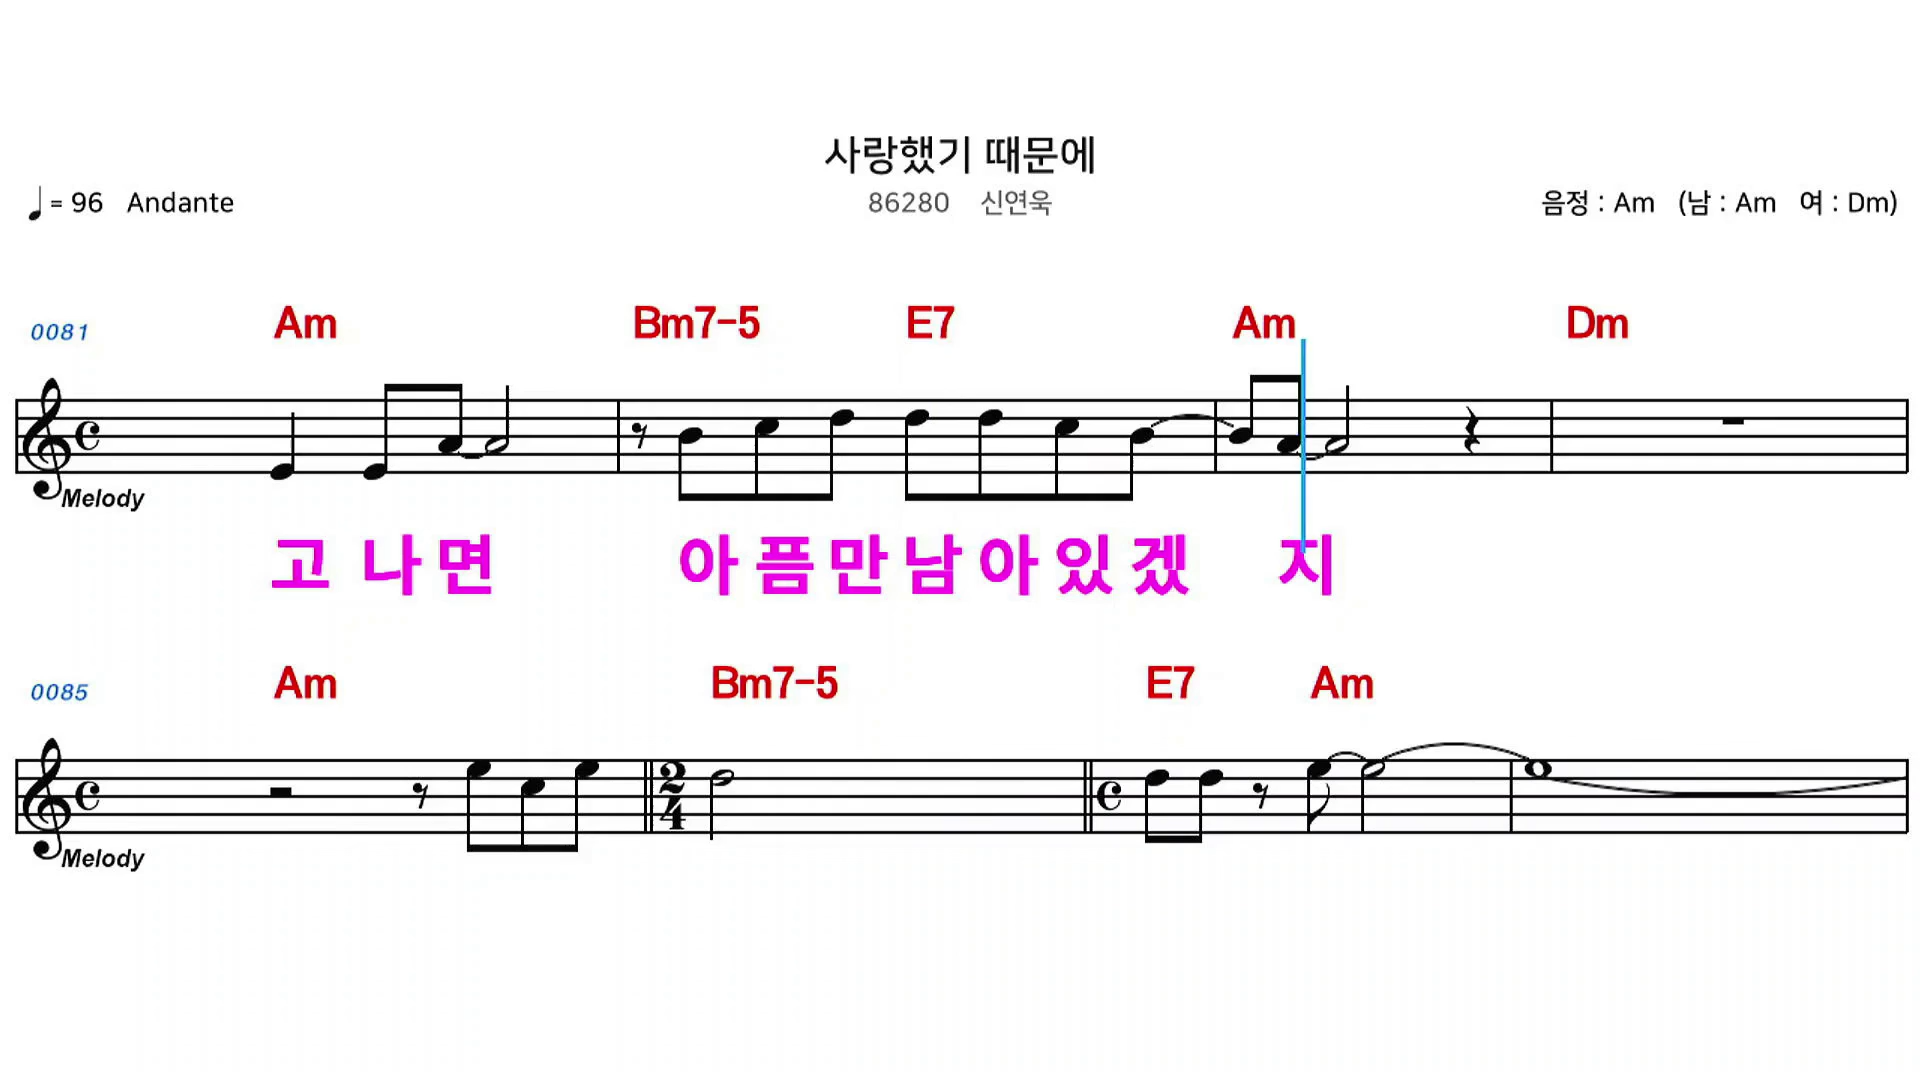 사랑했기 때문에
♩= 96 Andante 86280 신연욱 음정 : Am (남 : Am 여 : Dm)
0081 Am Bm7-5 E7 Am Dm
Melody
고 나 면 아 픔 만 남 아 있 겠 지
0085 Am Bm7-5 E7 Am
2
4
Melody